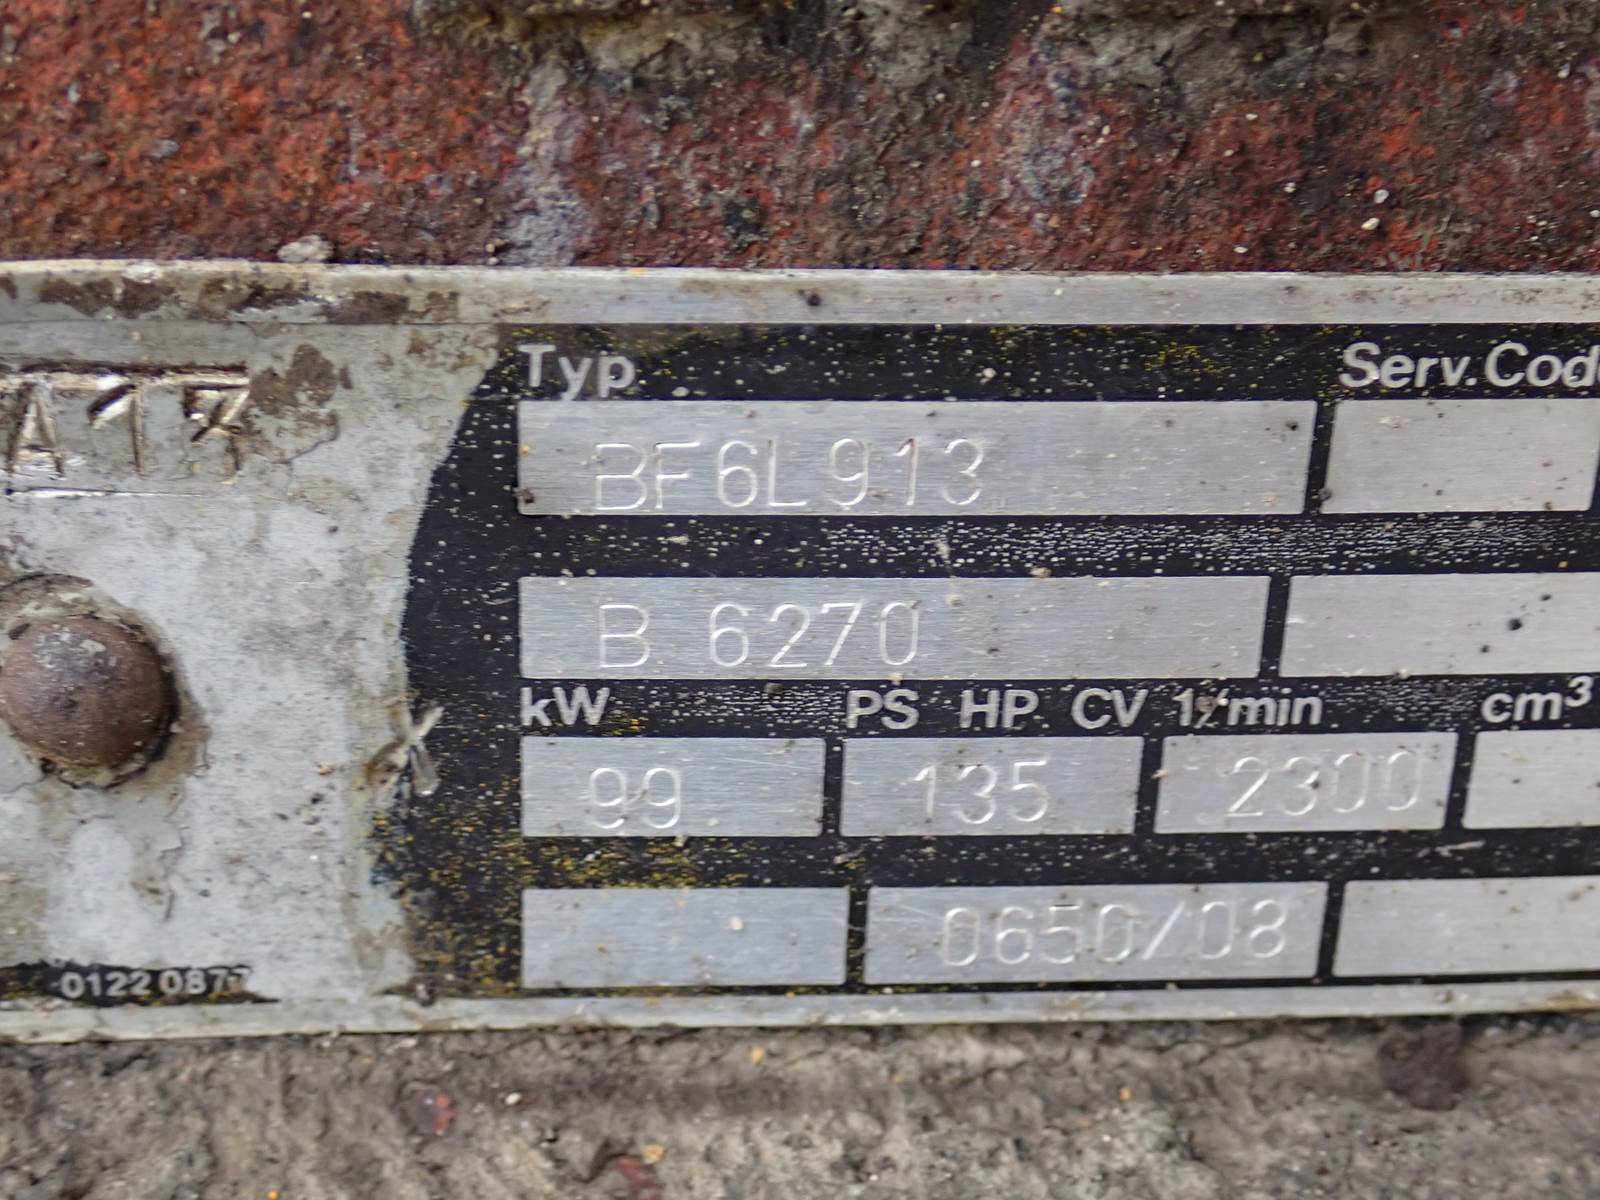 Typ Serv. Code
A17
BF6L913
B 6270
kW PS HP CV 1/min cm³
99 135 2300
0650/08
0122 0877